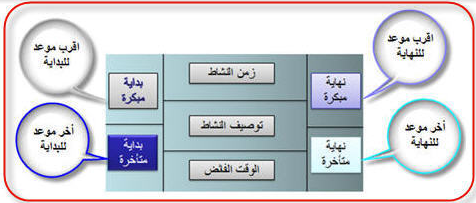 اقرب موعد
للبداية
بداية
مبكرة
زمن النشاط
نهاية
مبكرة
اقرب موعد
للنهاية
توصيف النشاط
أخر موعد
للبداية
بداية
متأخرة
الوقت الفائض
نهاية
متأخرة
أخر موعد
للنهاية